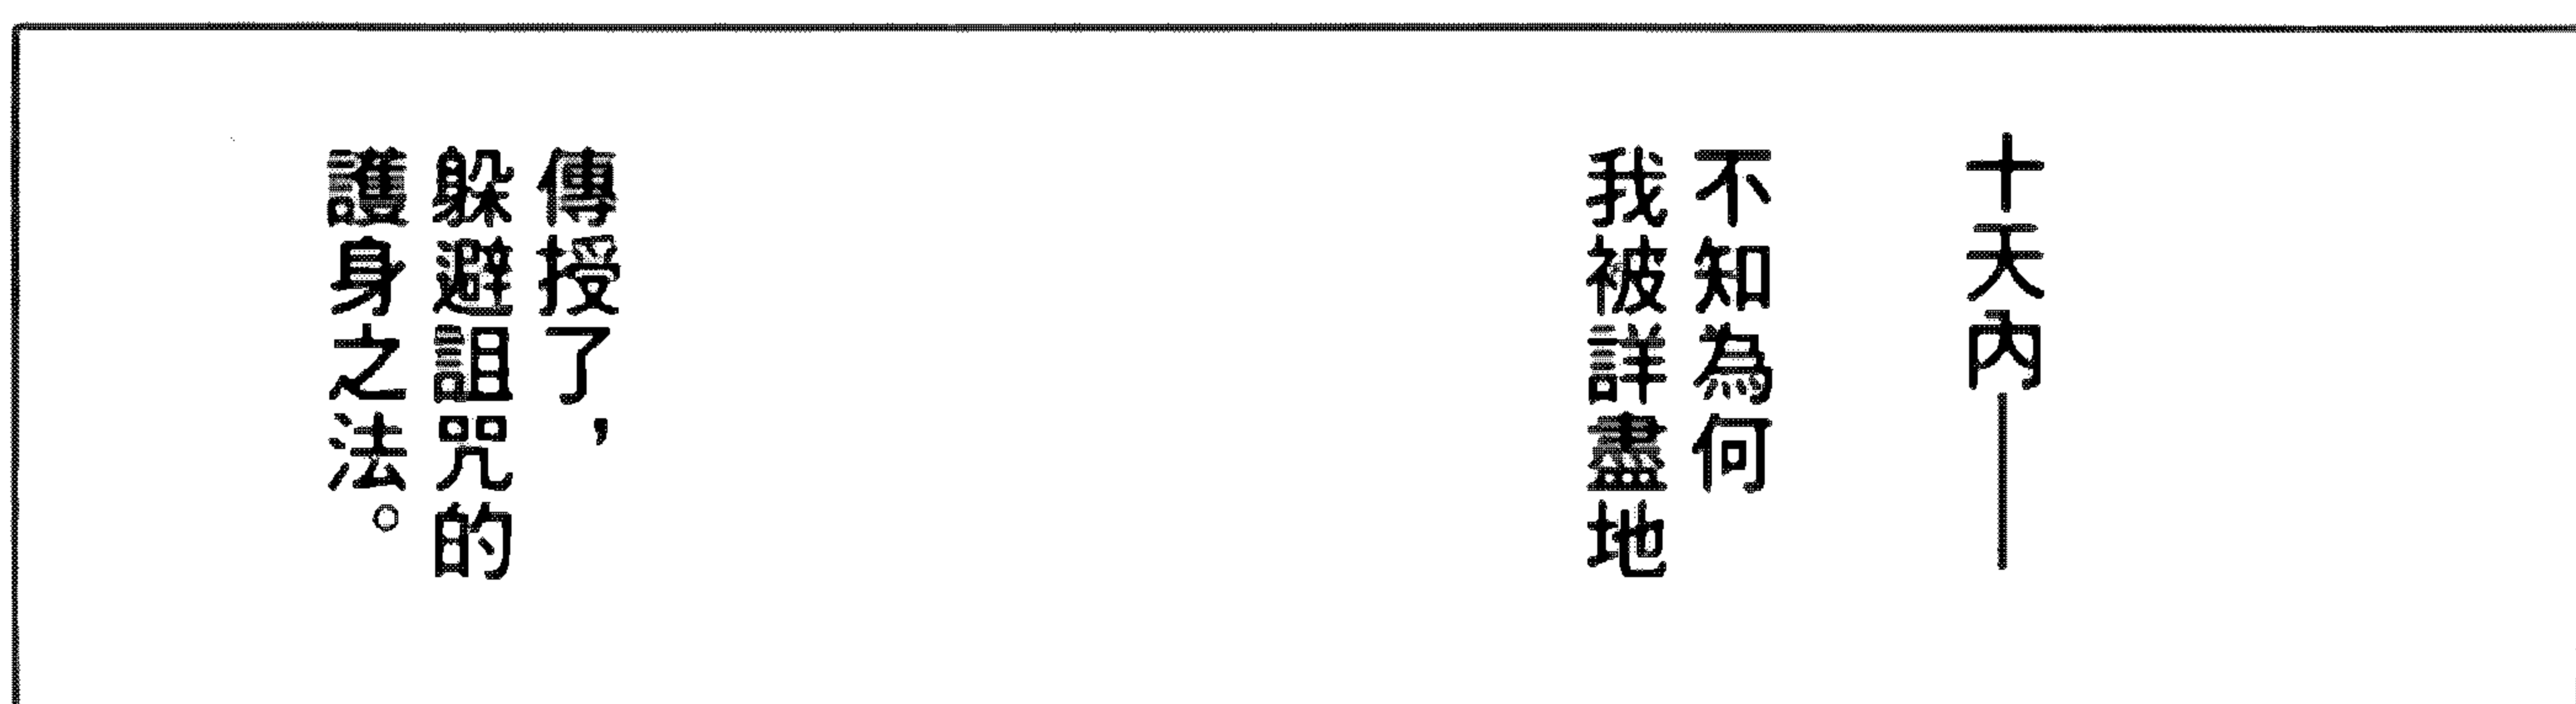 十天內——
不知為何
我被詳盡地
傳授了，
躲避詛咒的
護身之法。